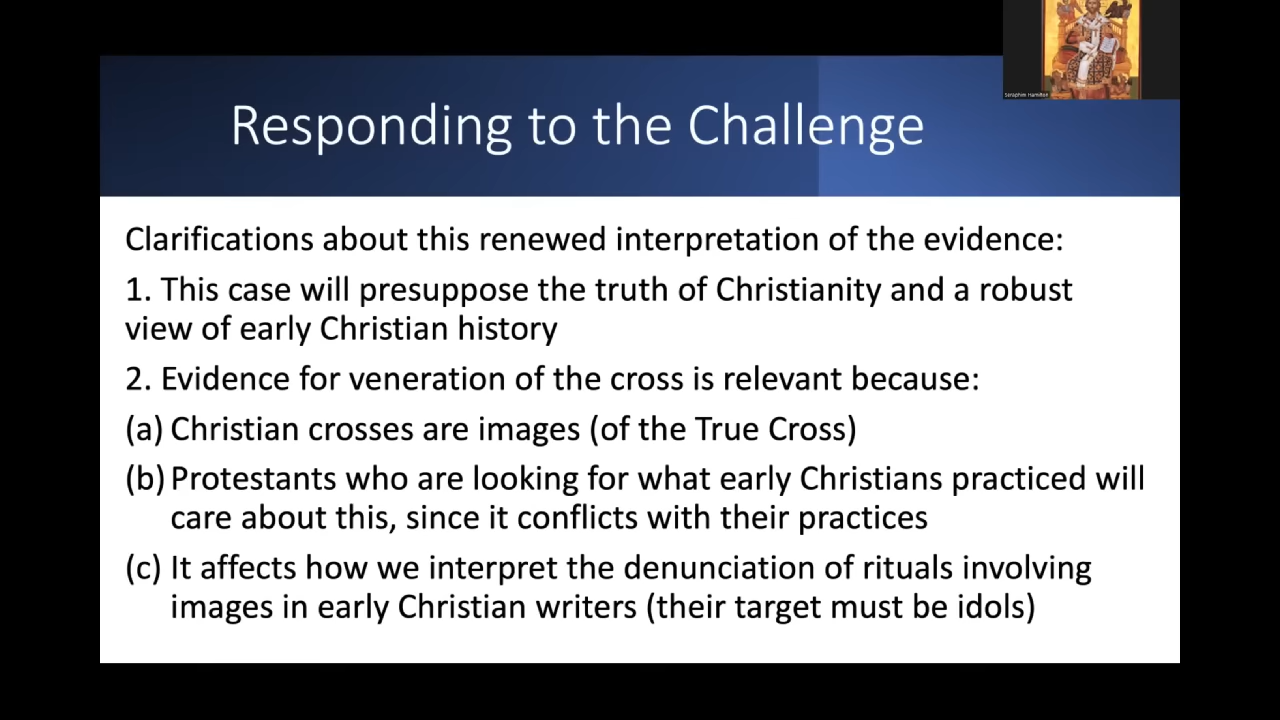 Seraphim Hamilton
Responding to the Challenge
Clarifications about this renewed interpretation of the evidence:
1. This case will presuppose the truth of Christianity and a robust
view of early Christian history
2. Evidence for veneration of the cross is relevant because:
(a) Christian crosses are images (of the True Cross)
(b) Protestants who are looking for what early Christians practiced will
care about this, since it conflicts with their practices
(c) It affects how we interpret the denunciation of rituals involving
images in early Christian writers (their target must be idols)